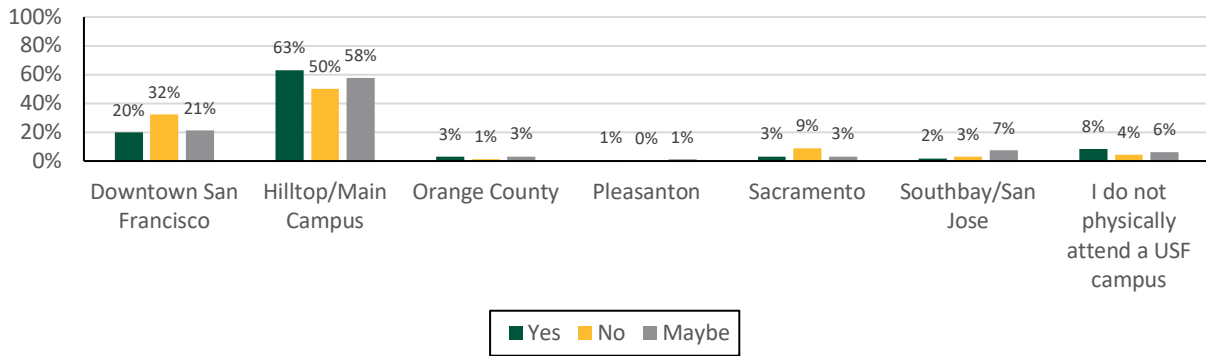 100%
80%
60%
40%
20%
0%
20% 32% 21%
63% 50% 58%
3% 1% 3%
1% 0% 1%
3% 9% 3%
2% 3% 7%
8% 4% 6%
Downtown San
Francisco
Hilltop/Main
Campus
Orange County
Pleasanton
Sacramento
Southbay/San
Jose
I do not
physically
attend a USF
campus
Yes No Maybe